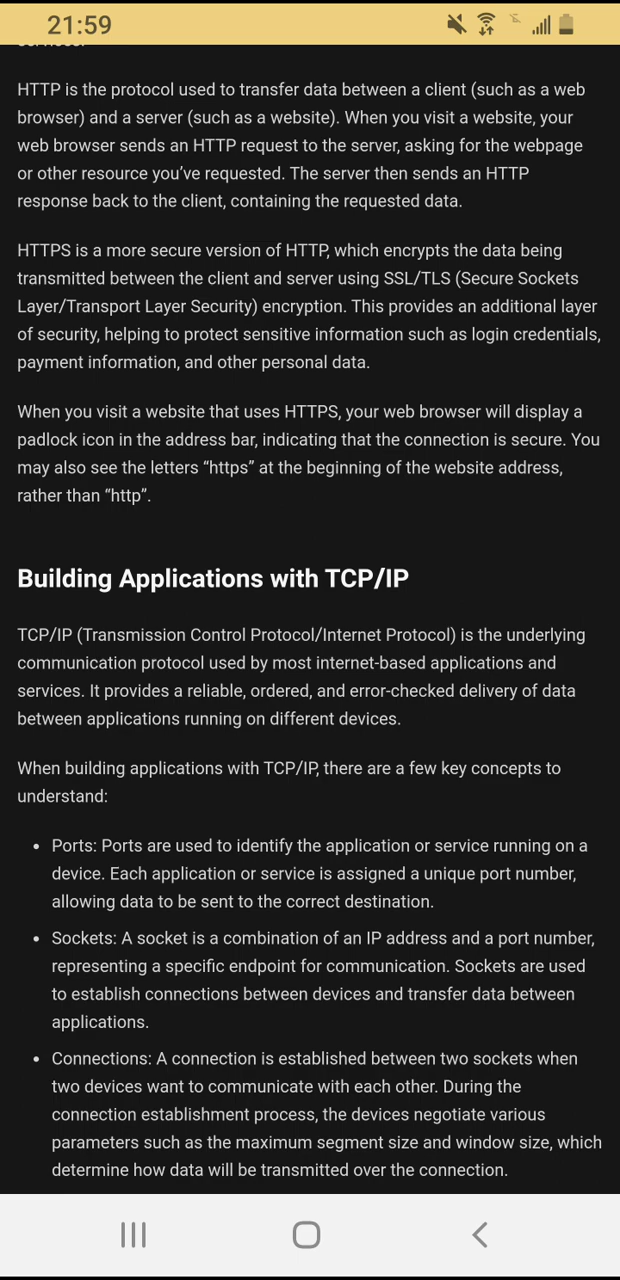 21:59
HTTP is the protocol used to transfer data between a client (such as a web
browser) and a server (such as a website). When you visit a website, your
web browser sends an HTTP request to the server, asking for the webpage
or other resource you’ve requested. The server then sends an HTTP
response back to the client, containing the requested data.
HTTPS is a more secure version of HTTP, which encrypts the data being
transmitted between the client and server using SSL/TLS (Secure Sockets
Layer/Transport Layer Security) encryption. This provides an additional layer
of security, helping to protect sensitive information such as login credentials,
payment information, and other personal data.
When you visit a website that uses HTTPS, your web browser will display a
padlock icon in the address bar, indicating that the connection is secure. You
may also see the letters “https” at the beginning of the website address,
rather than “http”.
Building Applications with TCP/IP
TCP/IP (Transmission Control Protocol/Internet Protocol) is the underlying
communication protocol used by most internet-based applications and
services. It provides a reliable, ordered, and error-checked delivery of data
between applications running on different devices.
When building applications with TCP/IP, there are a few key concepts to
understand:
• Ports: Ports are used to identify the application or service running on a
device. Each application or service is assigned a unique port number,
allowing data to be sent to the correct destination.
• Sockets: A socket is a combination of an IP address and a port number,
representing a specific endpoint for communication. Sockets are used
to establish connections between devices and transfer data between
applications.
• Connections: A connection is established between two sockets when
two devices want to communicate with each other. During the
connection establishment process, the devices negotiate various
parameters such as the maximum segment size and window size, which
determine how data will be transmitted over the connection.